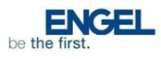 ENGEL
be the first.